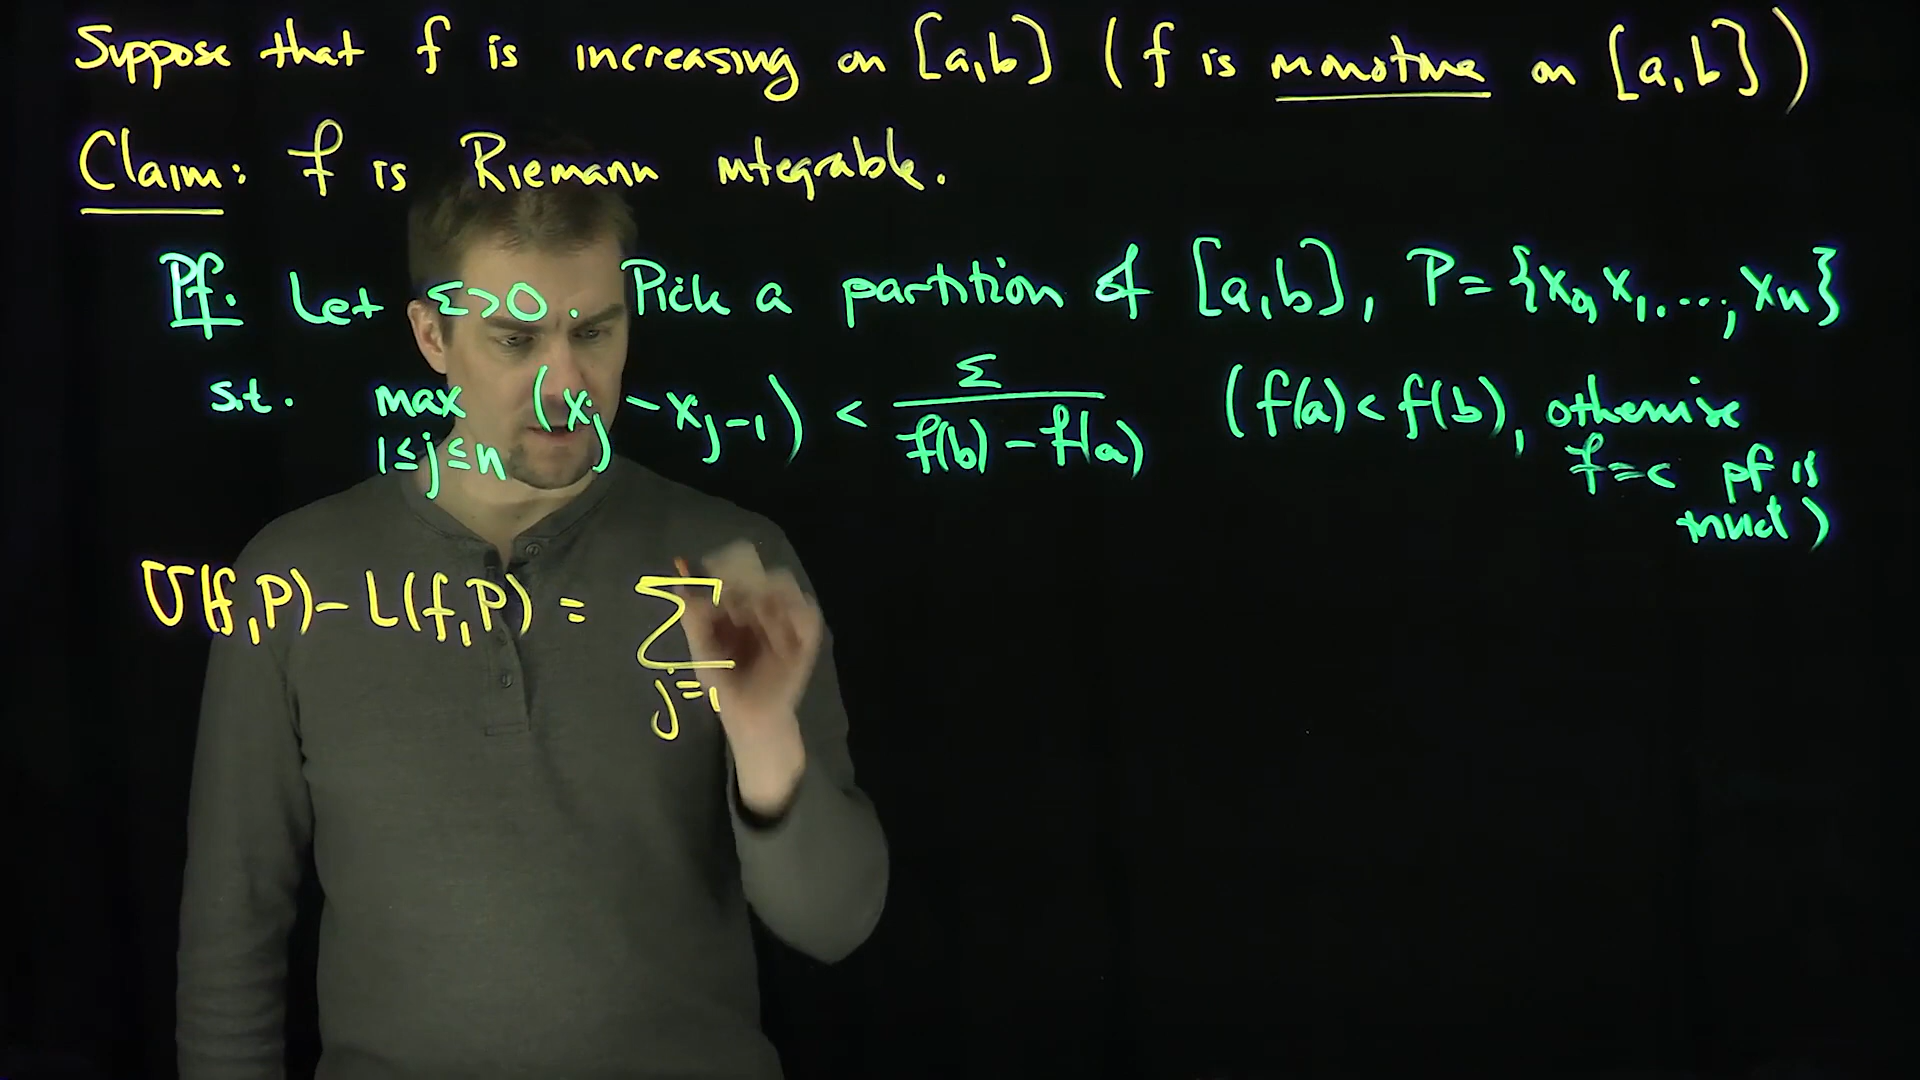 Suppose that f is increasing on [a,b] (f is monotone on [a,b])
Claim: f is Riemann integrable.
Pf. Let ε>0. Pick a partition of [a,b], P={x₀,x₁,...,xₙ}
s.t. max 1≤j≤n (xⱼ-xⱼ₋₁) < ε / (f(b)-f(a)) (f(a)<f(b), otherwise
f=c pf is
trivial)
U(f,P)-L(f,P) = Σ j=1